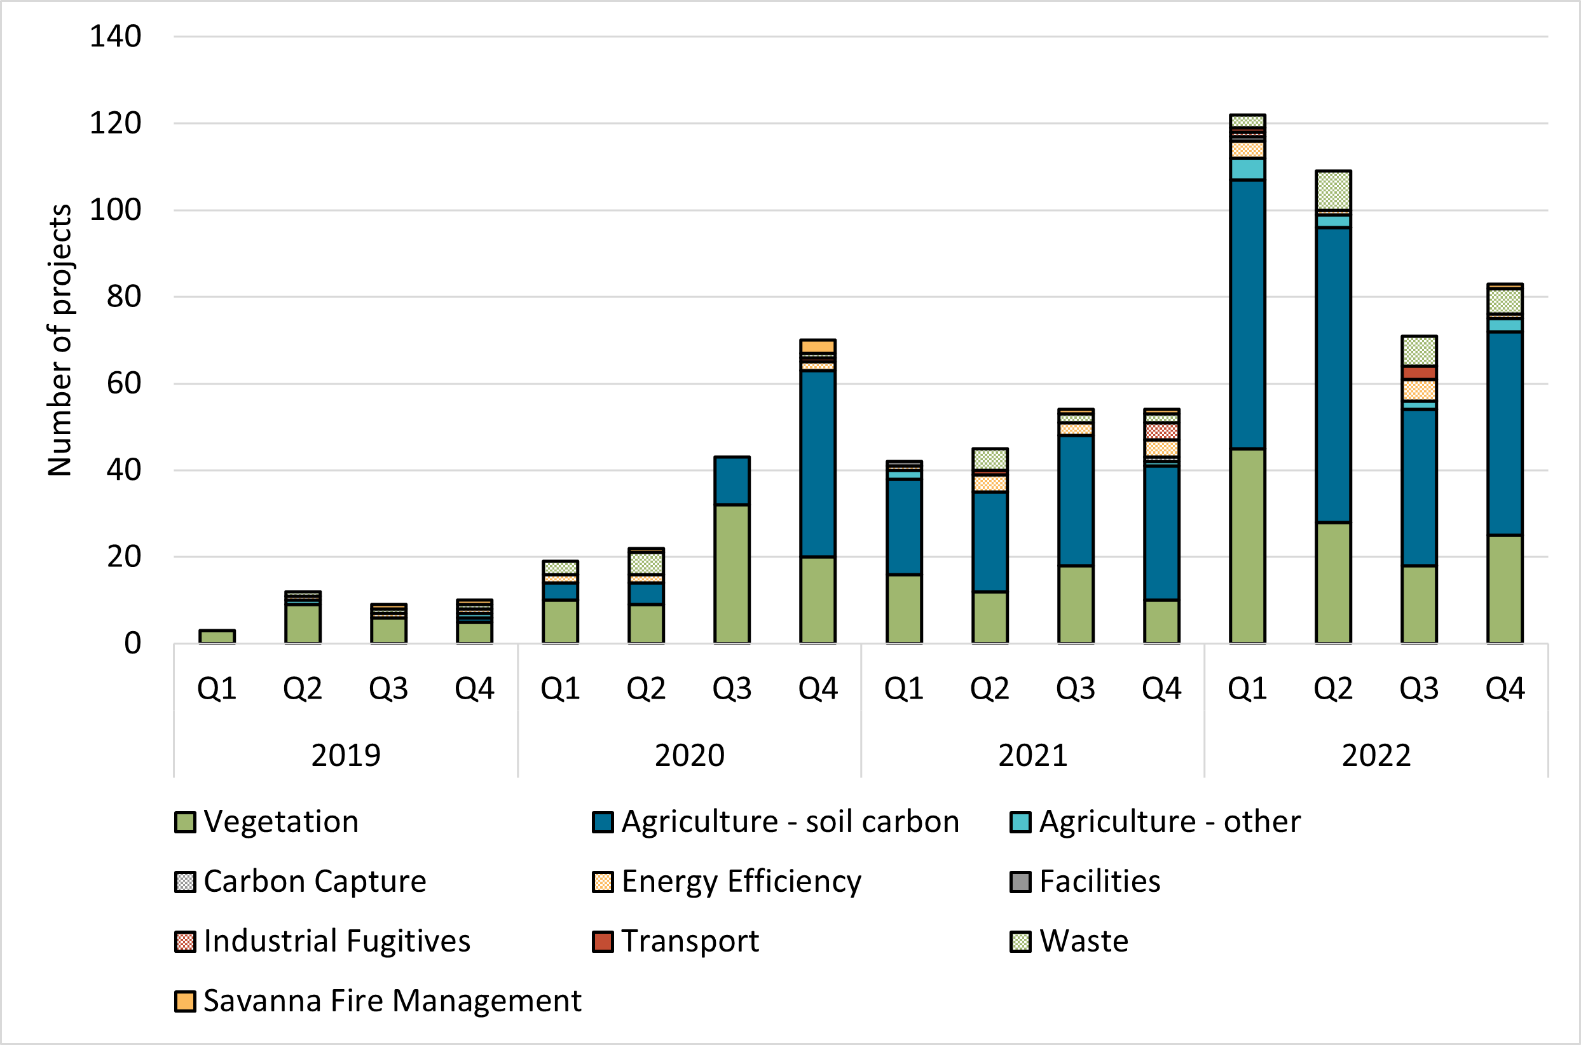 140
120
100
80
60
40
20
0
Number of projects
Q1 Q2 Q3 Q4 Q1 Q2 Q3 Q4 Q1 Q2 Q3 Q4 Q1 Q2 Q3 Q4
2019 2020 2021 2022
Vegetation Agriculture - soil carbon Agriculture - other
Carbon Capture Energy Efficiency Facilities
Industrial Fugitives Transport Waste
Savanna Fire Management